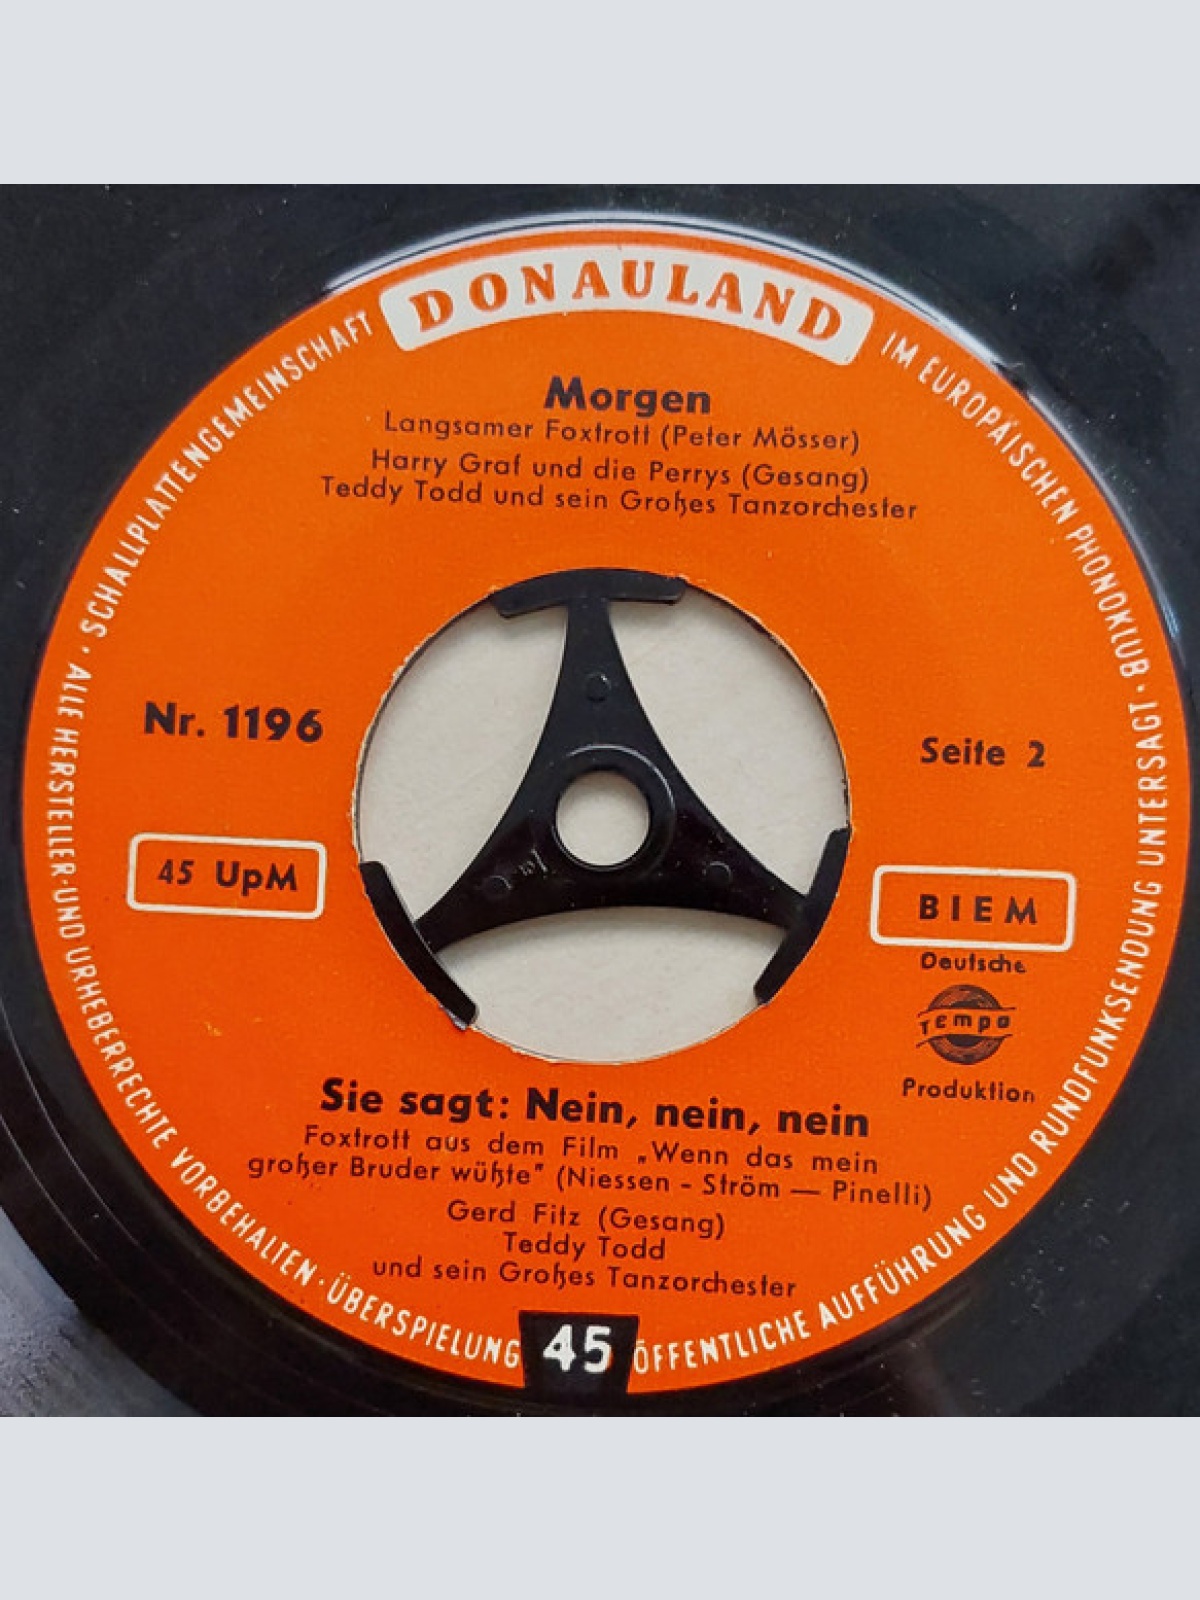 DONAULAND
SCHALLPLATTENGEMEINSCHAFT
IM EUROPÄISCHEN PHONOKLUB ·
Morgen
Langsamer Foxtrott (Peter Mösser)
Harry Graf und die Perrys (Gesang)
Teddy Todd und sein Großes Tanzorchester
Nr. 1196
Seite 2
45 UpM
BIEM
Deutsche
Tempo
Produktion
Sie sagt: Nein, nein, nein
Foxtrott aus dem Film „Wenn das mein
großer Bruder wüßte" (Niessen - Ström — Pinelli)
Gerd Fitz (Gesang)
Teddy Todd
und sein Großes Tanzorchester
· ALLE HERSTELLER-UND URHEBERRECHTE VORBEHALTEN · ÜBERSPIELUNG
45
ÖFFENTLICHE AUFFÜHRUNG UND RUNDFUNKSENDUNG UNTERSAGT